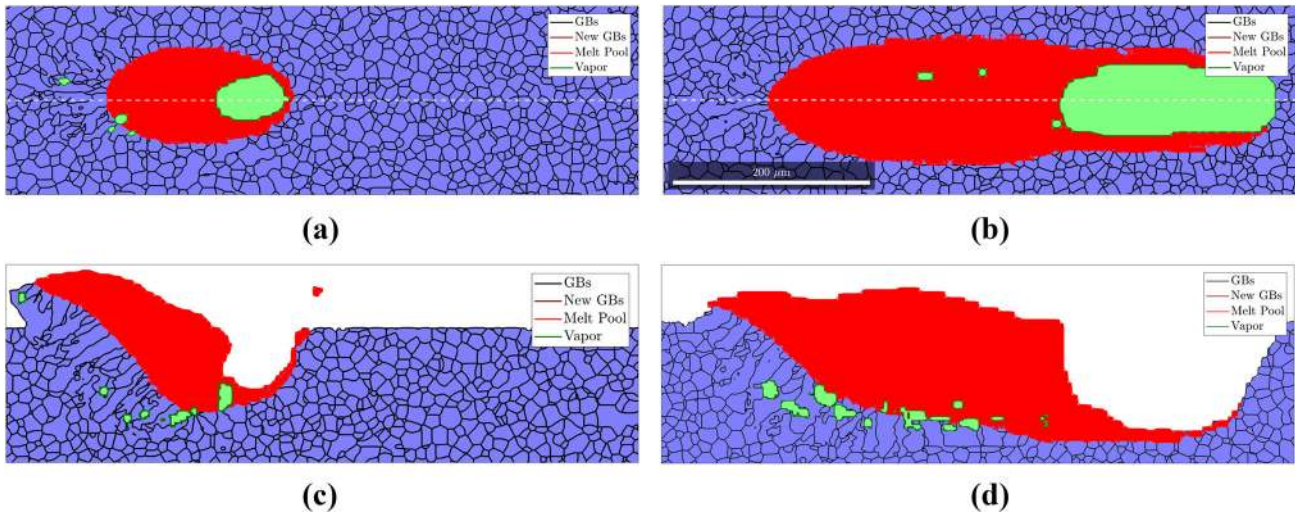 GBs
New GBs
Melt Pool
Vapor
GBs
New GBs
Melt Pool
Vapor
200 μm
(a)
(b)
GBs
New GBs
Melt Pool
Vapor
GBs
New GBs
Melt Pool
Vapor
(c)
(d)